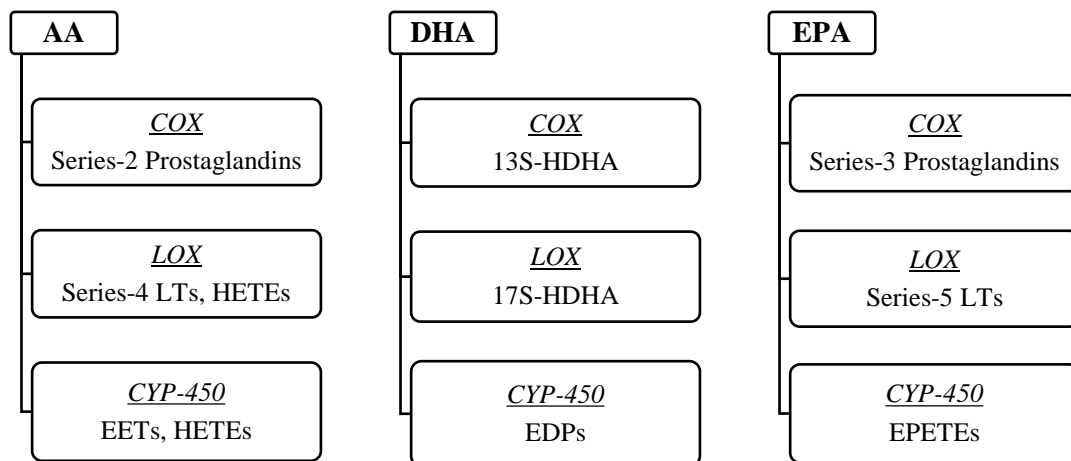 AA
COX
Series-2 Prostaglandins
LOX
Series-4 LTs, HETEs
CYP-450
EETs, HETEs
DHA
COX
13S-HDHA
LOX
17S-HDHA
CYP-450
EDPs
EPA
COX
Series-3 Prostaglandins
LOX
Series-5 LTs
CYP-450
EPETEs